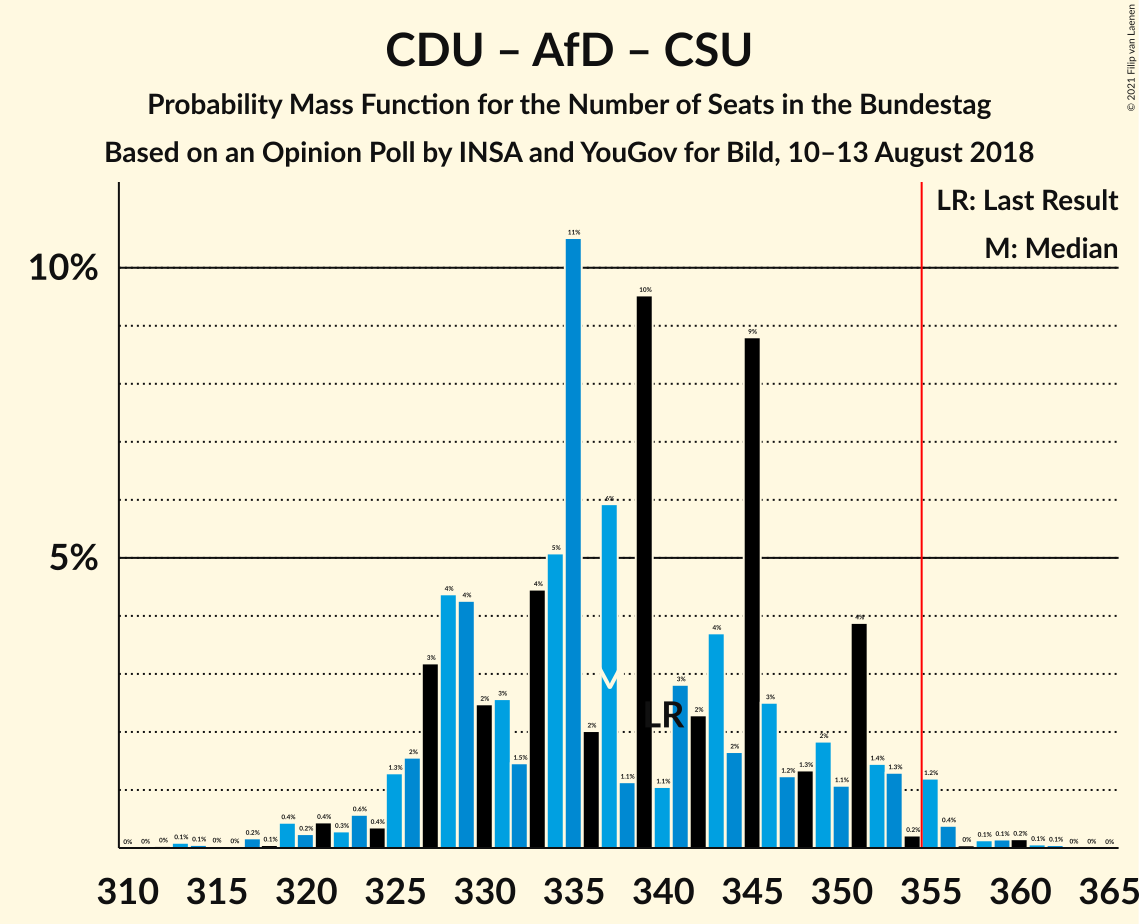 CDU – AfD – CSU
Probability Mass Function for the Number of Seats in the Bundestag
Based on an Opinion Poll by INSA and YouGov for Bild, 10–13 August 2018
© 2021 Filip van Laenen
LR: Last Result
M: Median
10%
5%
0% 0% 0% 0.1% 0.1% 0% 0% 0.2% 0.1% 0.4% 0.2% 0.4% 0.3% 0.6% 0.4% 1.3% 2% 3% 4% 4% 2% 3% 1.5% 4% 5% 11% 2% 6% 1.1% 10% 1.1% 3% 2% 4% 2% 9% 3% 1.2% 1.3% 2% 1.1% 4% 1.4% 1.3% 0.2% 1.2% 0.4% 0% 0.1% 0.1% 0.2% 0.1% 0.1% 0% 0% 0%
M
LR
310 315 320 325 330 335 340 345 350 355 360 365